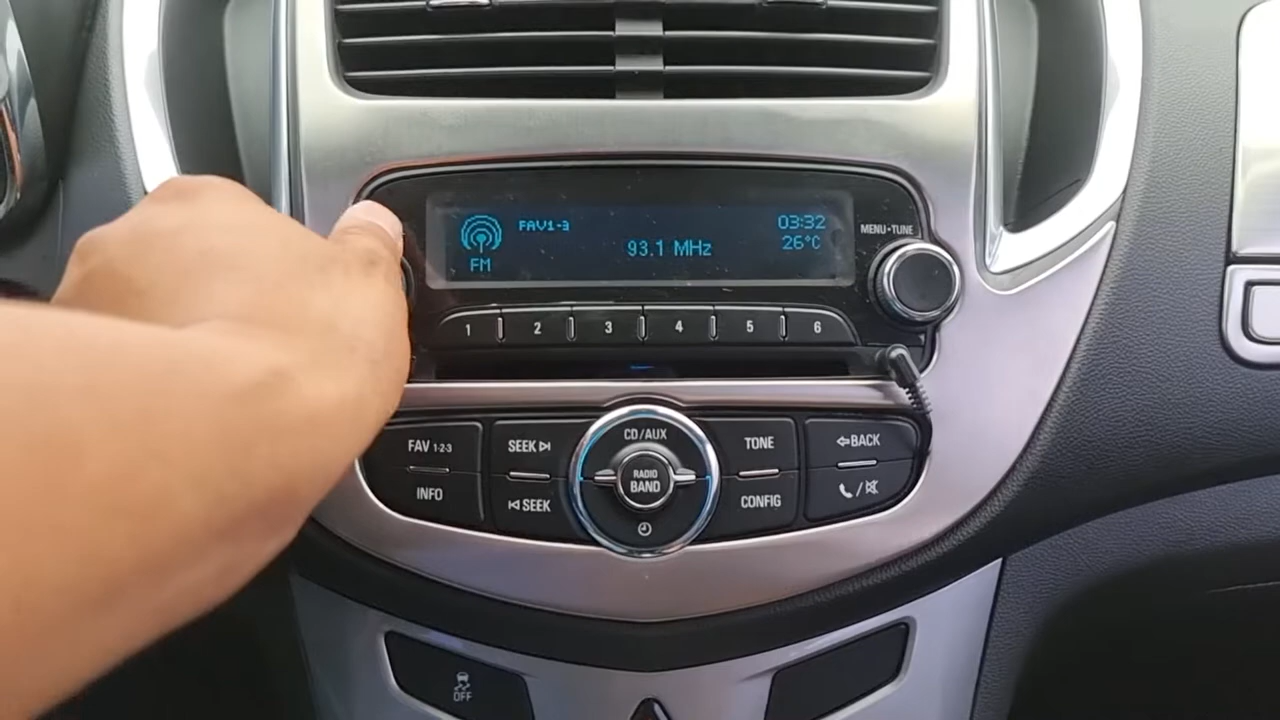 FAV1-3
03:32
93.1 MHz
26°C
FM
MENU•TUNE
1 2 3 4 5 6
FAV 1-2-3
SEEK
CD/AUX
TONE
BACK
INFO
SEEK
RADIO
BAND
CONFIG
OFF